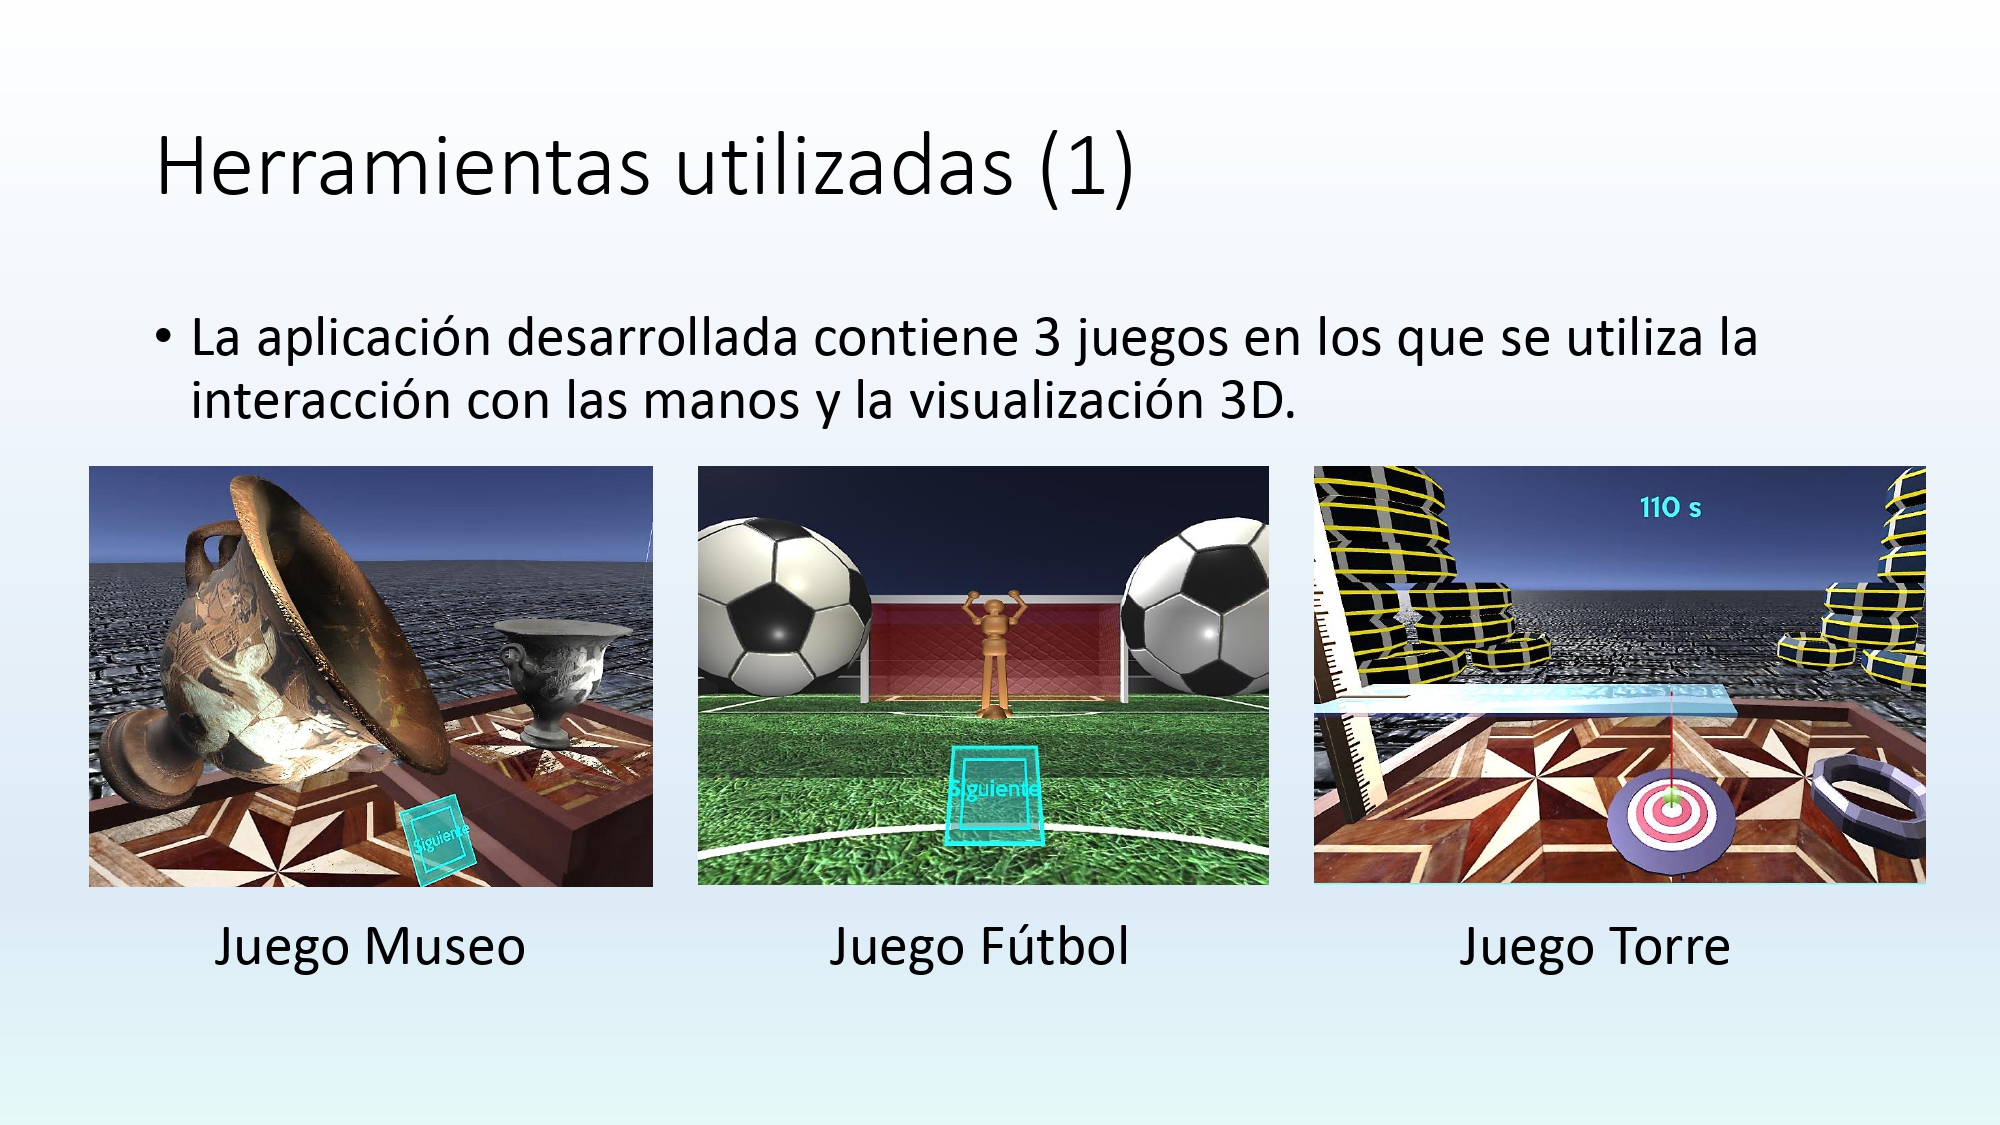 Herramientas utilizadas (1)
• La aplicación desarrollada contiene 3 juegos en los que se utiliza la
interacción con las manos y la visualización 3D.
Siguiente
Siguiente
110 s
Juego Museo
Juego Fútbol
Juego Torre